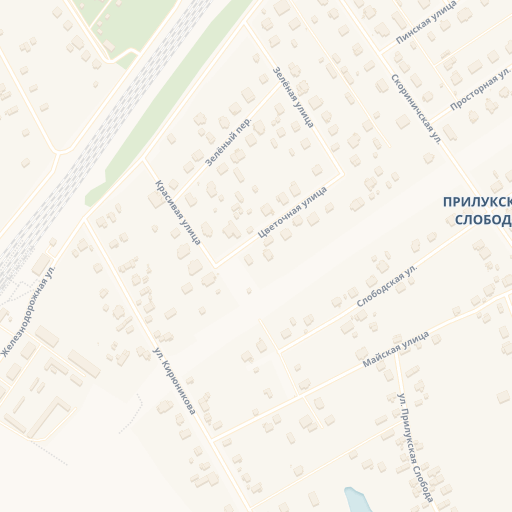 Пинская улица
Скориничская ул.
Просторная ул.
Зелёная улица
Зелёный пер.
Красивая улица
Цветочная улица
ПРИЛУКСК
СЛОБОД
Слободская ул.
Железнодорожная ул.
ул. Кирюникова
Майская улица
ул. Прилукская Слобода